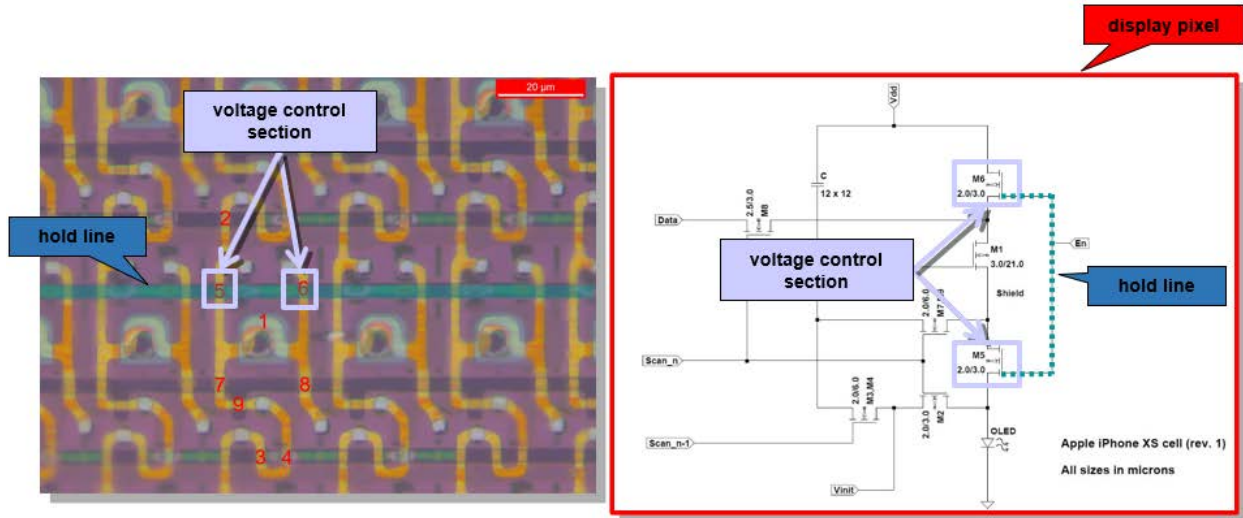 display pixel
20 µm
voltage control
section
hold line
2
5
6
1
7
8
9
3
4
Vdd
C
12 x 12
M6
2.0/3.0
2.5/3.0
M8
Data
En
M1
3.0/21.0
voltage control
section
hold line
Shield
2.0/6.0
Scan_n
M5
2.0/3.0
2.0/6.0
M3,M4
2.0/3.0
M2
OLED
Scan_n-1
Apple iPhone XS cell (rev. 1)
All sizes in microns
Vinit